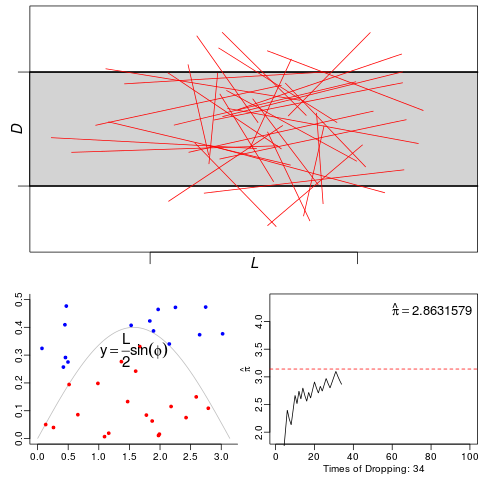 D
L
0.0 0.1 0.2 0.3 0.4 0.5
y = L/2 sin(ϕ)
0.0 0.5 1.0 1.5 2.0 2.5 3.0
π̂ = 2.8631579
π̂
2.0 2.5 3.0 3.5 4.0
0 20 40 60 80 100
Times of Dropping: 34